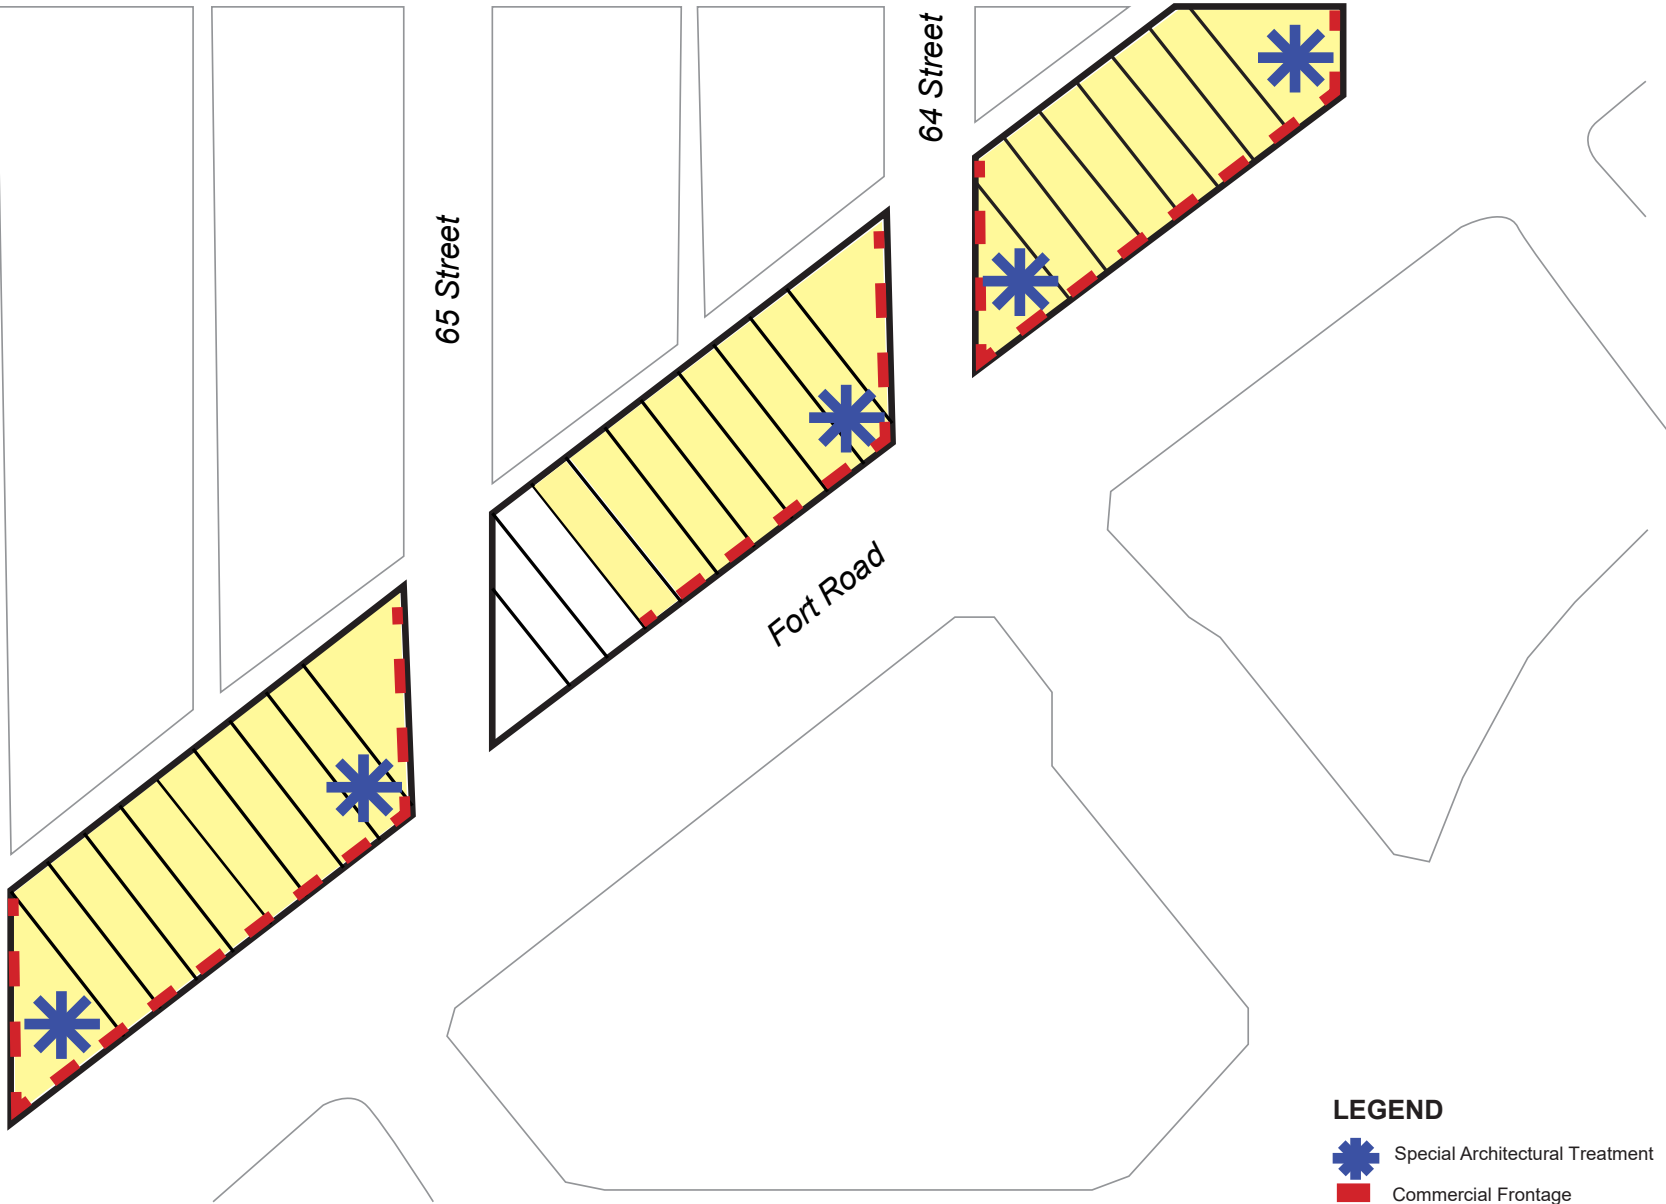 64 Street
65 Street
Fort Road
LEGEND
Special Architectural Treatment
Commercial Frontage